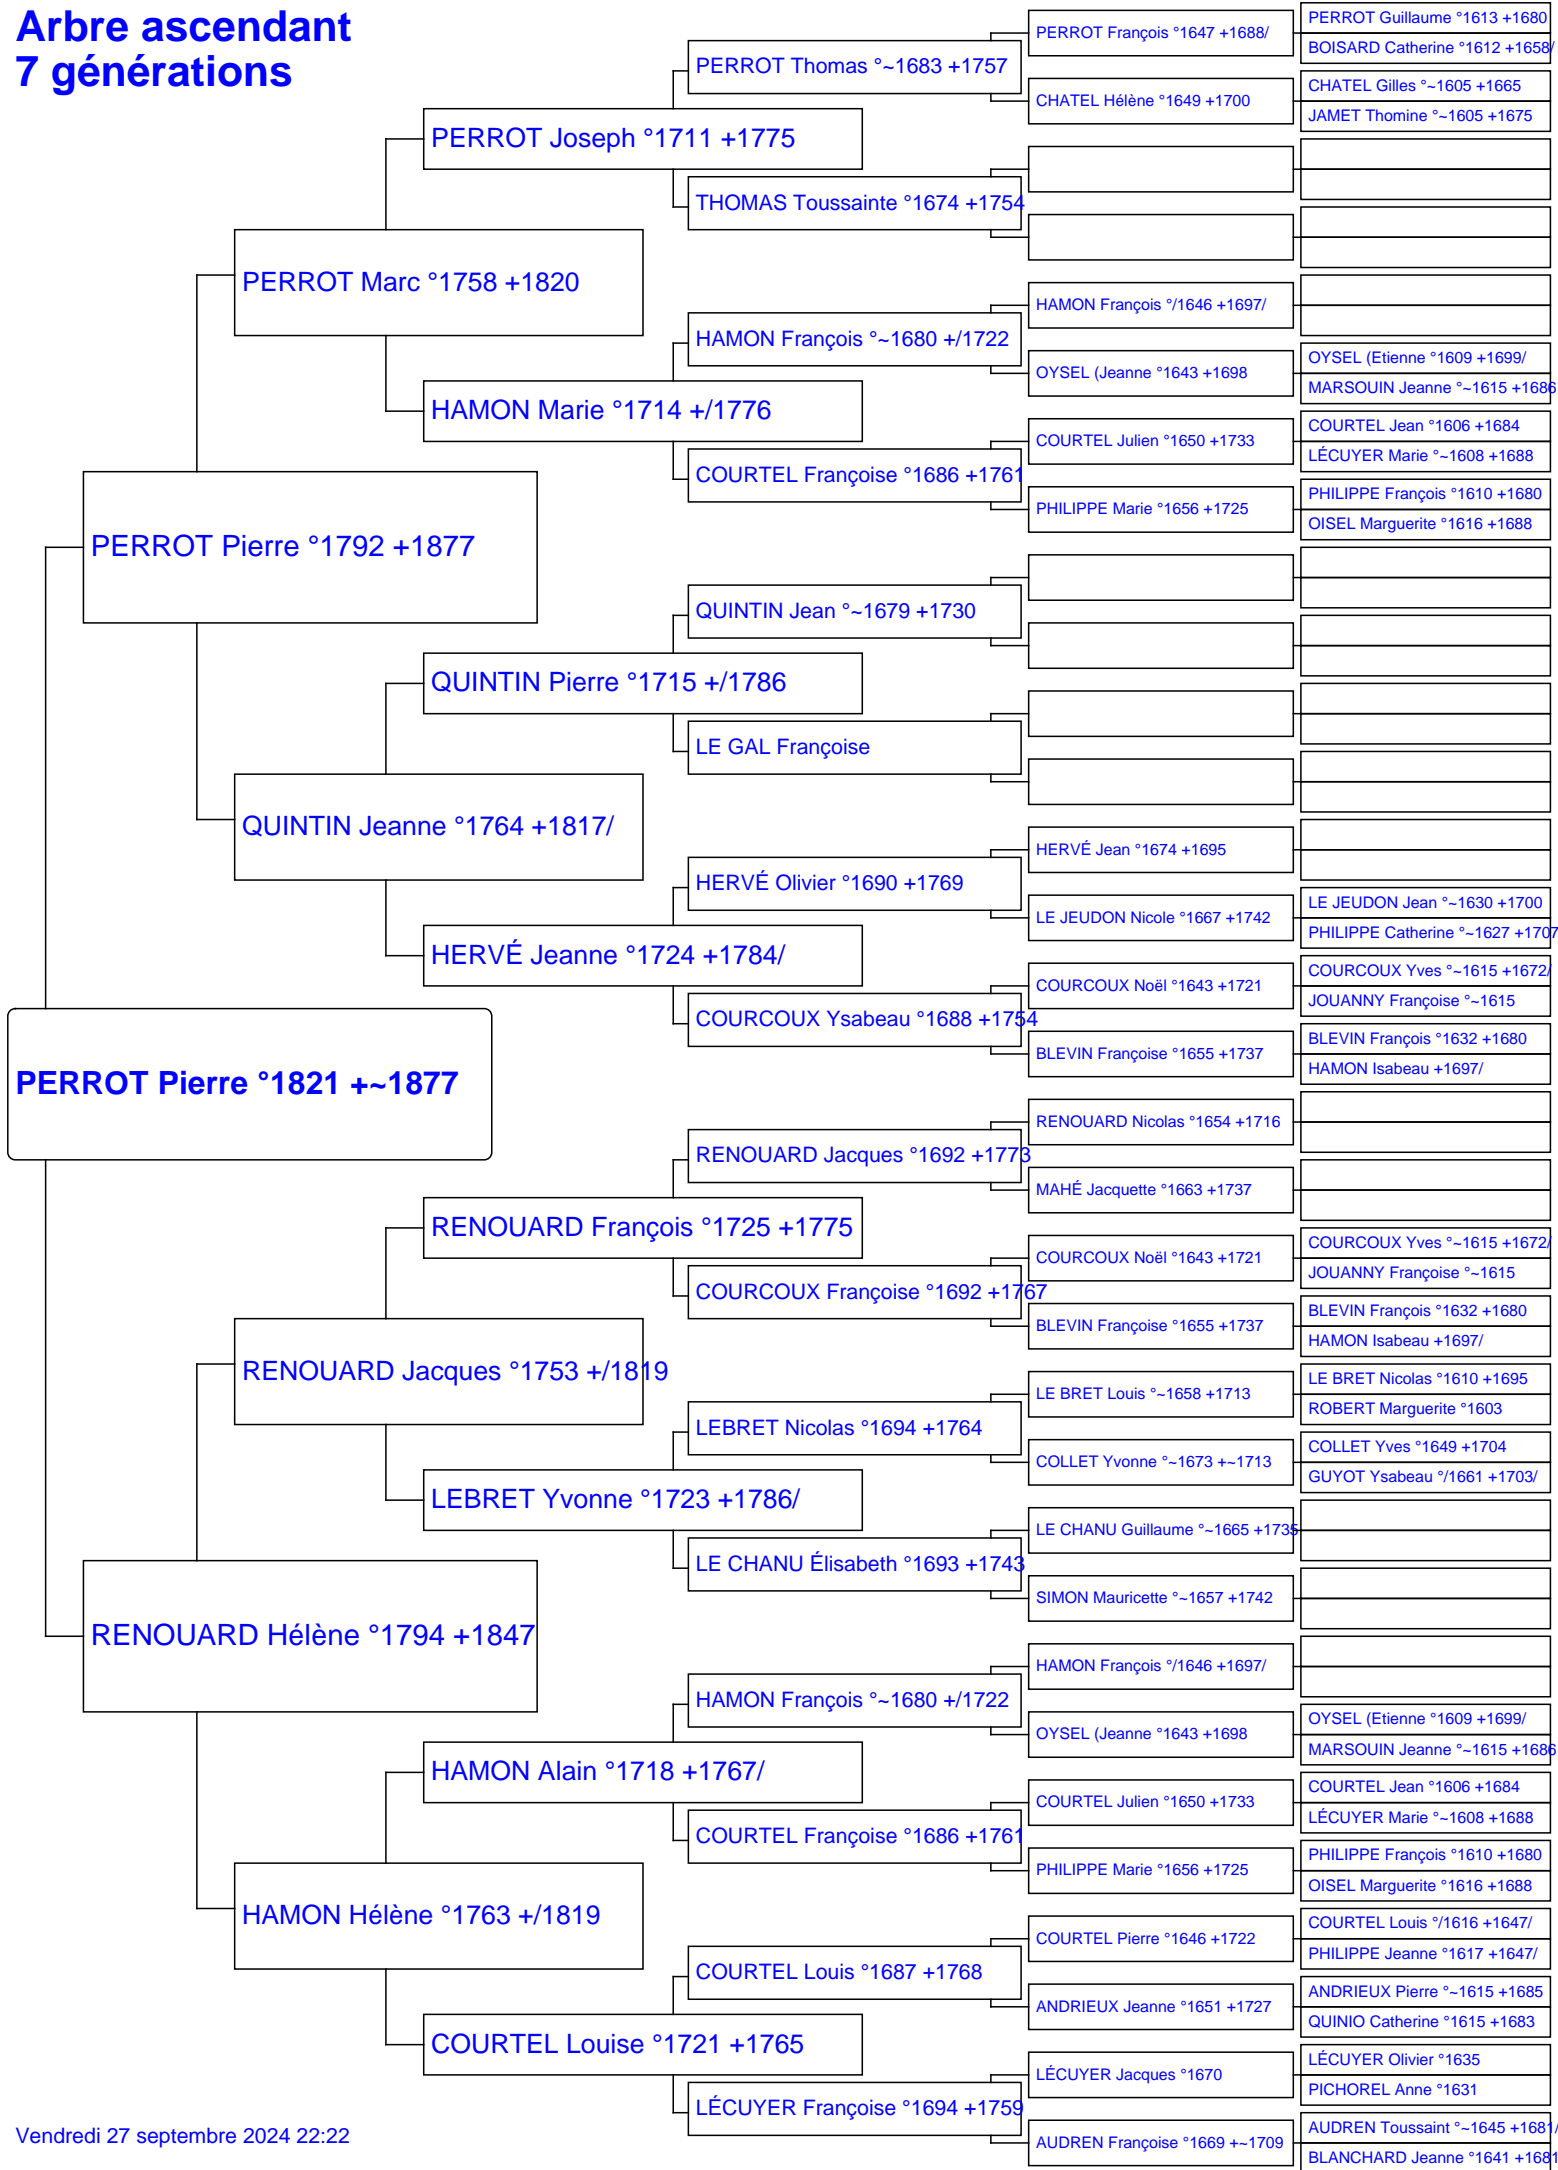 Arbre ascendant
7 générations
PERROT Pierre °1821 +~1877
PERROT Pierre °1792 +1877
RENOUARD Hélène °1794 +1847
PERROT Marc °1758 +1820
QUINTIN Jeanne °1764 +1817/
RENOUARD Jacques °1753 +/1819
HAMON Hélène °1763 +/1819
PERROT Joseph °1711 +1775
HAMON Marie °1714 +/1776
QUINTIN Pierre °1715 +/1786
HERVÉ Jeanne °1724 +1784/
RENOUARD François °1725 +1775
LEBRET Yvonne °1723 +1786/
HAMON Alain °1718 +1767/
COURTEL Louise °1721 +1765
PERROT Thomas °~1683 +1757
THOMAS Toussainte °1674 +1754
HAMON François °~1680 +/1722
COURTEL Françoise °1686 +1761
QUINTIN Jean °~1679 +1730
LE GAL Françoise
HERVÉ Olivier °1690 +1769
COURCOUX Ysabeau °1688 +1754
RENOUARD Jacques °1692 +1773
COURCOUX Françoise °1692 +1767
LEBRET Nicolas °1694 +1764
LE CHANU Élisabeth °1693 +1743
HAMON François °~1680 +/1722
COURTEL Françoise °1686 +1761
COURTEL Louis °1687 +1768
LÉCUYER Françoise °1694 +1759
PERROT François °1647 +1688/
CHATEL Hélène °1649 +1700
HAMON François °/1646 +1697/
OYSEL (Jeanne °1643 +1698
COURTEL Julien °1650 +1733
PHILIPPE Marie °1656 +1725
HERVÉ Jean °1674 +1695
LE JEUDON Nicole °1667 +1742
COURCOUX Noël °1643 +1721
BLEVIN Françoise °1655 +1737
RENOUARD Nicolas °1654 +1716
MAHÉ Jacquette °1663 +1737
COURCOUX Noël °1643 +1721
BLEVIN Françoise °1655 +1737
LE BRET Louis °~1658 +1713
COLLET Yvonne °~1673 +~1713
LE CHANU Guillaume °~1665 +1735
SIMON Mauricette °~1657 +1742
HAMON François °/1646 +1697/
OYSEL (Jeanne °1643 +1698
COURTEL Julien °1650 +1733
PHILIPPE Marie °1656 +1725
COURTEL Pierre °1646 +1722
ANDRIEUX Jeanne °1651 +1727
LÉCUYER Jacques °1670
AUDREN Françoise °1669 +~1709
PERROT Guillaume °1613 +1680
BOISARD Catherine °1612 +1658/
CHATEL Gilles °~1605 +1665
JAMET Thomine °~1605 +1675
OYSEL (Etienne °1609 +1699/
MARSOUIN Jeanne °~1615 +1686
COURTEL Jean °1606 +1684
LÉCUYER Marie °~1608 +1688
PHILIPPE François °1610 +1680
OISEL Marguerite °1616 +1688
LE JEUDON Jean °~1630 +1700
PHILIPPE Catherine °~1627 +1707
COURCOUX Yves °~1615 +1672/
JOUANNY Françoise °~1615
BLEVIN François °1632 +1680
HAMON Isabeau +1697/
COURCOUX Yves °~1615 +1672/
JOUANNY Françoise °~1615
BLEVIN François °1632 +1680
HAMON Isabeau +1697/
LE BRET Nicolas °1610 +1695
ROBERT Marguerite °1603
COLLET Yves °1649 +1704
GUYOT Ysabeau °/1661 +1703/
OYSEL (Etienne °1609 +1699/
MARSOUIN Jeanne °~1615 +1686
COURTEL Jean °1606 +1684
LÉCUYER Marie °~1608 +1688
PHILIPPE François °1610 +1680
OISEL Marguerite °1616 +1688
COURTEL Louis °/1616 +1647/
PHILIPPE Jeanne °1617 +1647/
ANDRIEUX Pierre °~1615 +1685
QUINIO Catherine °1615 +1683
LÉCUYER Olivier °1635
PICHOREL Anne °1631
AUDREN Toussaint °~1645 +1681/
BLANCHARD Jeanne °1641 +1681
Vendredi 27 septembre 2024 22:22